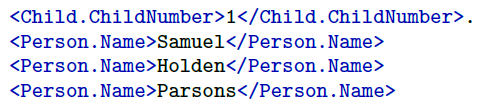 <Child.ChildNumber>1</Child.ChildNumber>.
<Person.Name>Samuel</Person.Name>
<Person.Name>Holden</Person.Name>
<Person.Name>Parsons</Person.Name>